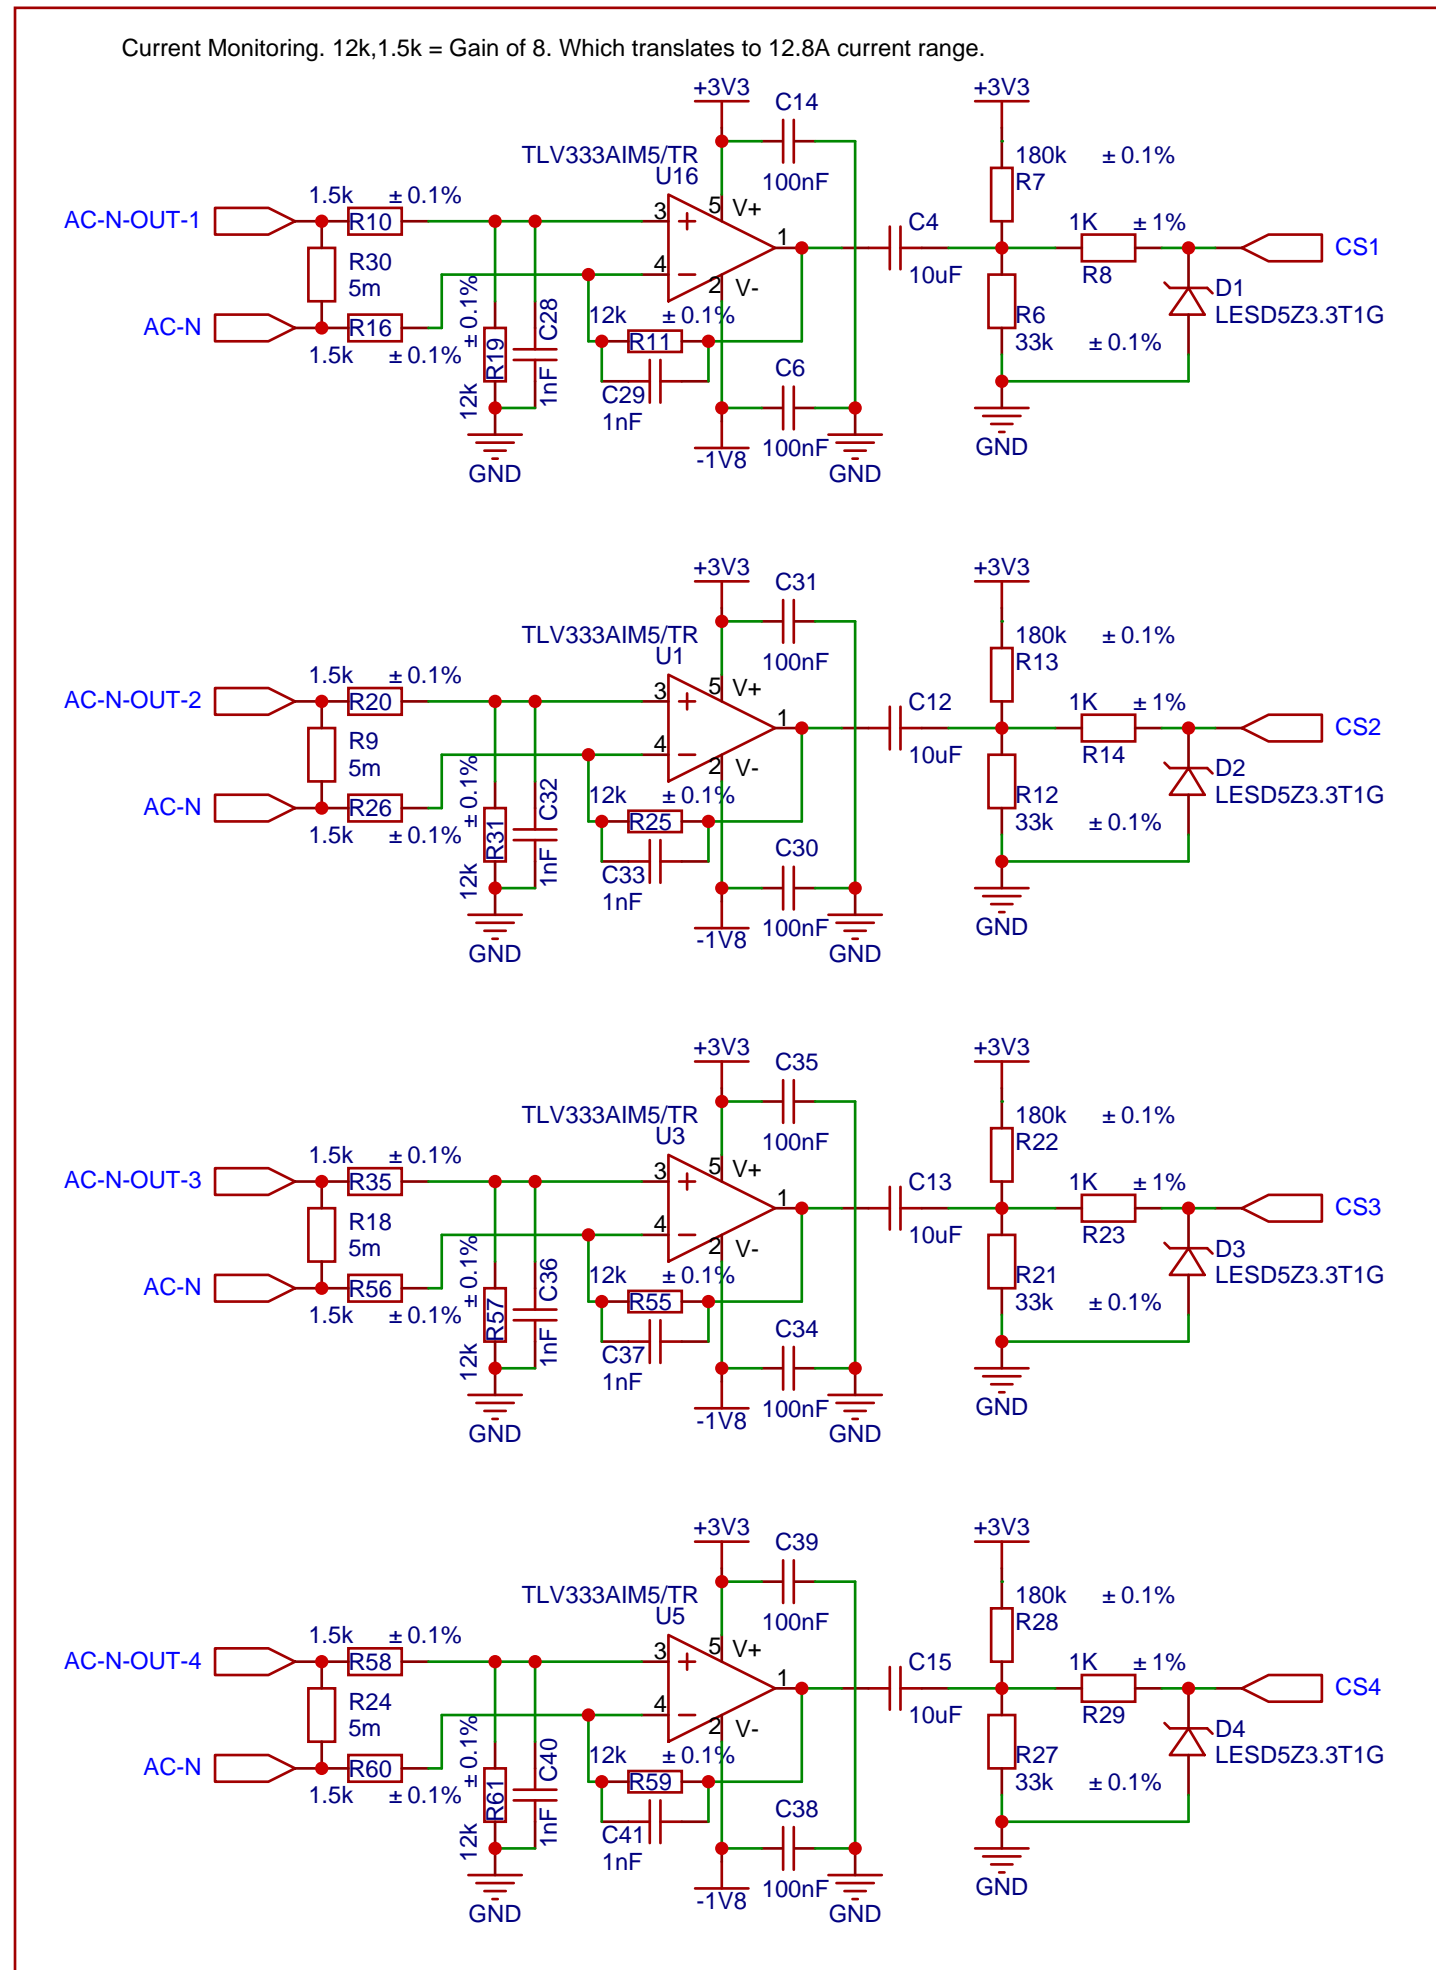 Current Monitoring. 12k,1.5k = Gain of 8. Which translates to 12.8A current range.
+3V3
C14
100nF
+3V3
TLV333AIM5/TR
U16
180k ± 0.1%
R7
1.5k ± 0.1%
AC-N-OUT-1
R10
3
5 V+
1
C4
10uF
1K ± 1%
R8
CS1
R30
5m
4
2 V-
D1
LESD5Z3.3T1G
AC-N
R16
1.5k ± 0.1%
12k ± 0.1%
R19
C28
1nF
12k ± 0.1%
R11
C29
1nF
C6
100nF
R6
33k ± 0.1%
GND
-1V8
GND
GND
+3V3
C31
100nF
+3V3
TLV333AIM5/TR
U1
180k ± 0.1%
R13
1.5k ± 0.1%
AC-N-OUT-2
R20
3
5 V+
1
C12
10uF
1K ± 1%
R14
CS2
R9
5m
4
2 V-
D2
LESD5Z3.3T1G
AC-N
R26
1.5k ± 0.1%
12k ± 0.1%
R31
C32
1nF
12k ± 0.1%
R25
C33
1nF
C30
100nF
R12
33k ± 0.1%
GND
-1V8
GND
GND
+3V3
C35
100nF
+3V3
TLV333AIM5/TR
U3
180k ± 0.1%
R22
1.5k ± 0.1%
AC-N-OUT-3
R35
3
5 V+
1
C13
10uF
1K ± 1%
R23
CS3
R18
5m
4
2 V-
D3
LESD5Z3.3T1G
AC-N
R56
1.5k ± 0.1%
12k ± 0.1%
R57
C36
1nF
12k ± 0.1%
R55
C37
1nF
C34
100nF
R21
33k ± 0.1%
GND
-1V8
GND
GND
+3V3
C39
100nF
+3V3
TLV333AIM5/TR
U5
180k ± 0.1%
R28
1.5k ± 0.1%
AC-N-OUT-4
R58
3
5 V+
1
C15
10uF
1K ± 1%
R29
CS4
R24
5m
4
2 V-
D4
LESD5Z3.3T1G
AC-N
R60
1.5k ± 0.1%
12k ± 0.1%
R61
C40
1nF
12k ± 0.1%
R59
C41
1nF
C38
100nF
R27
33k ± 0.1%
GND
-1V8
GND
GND